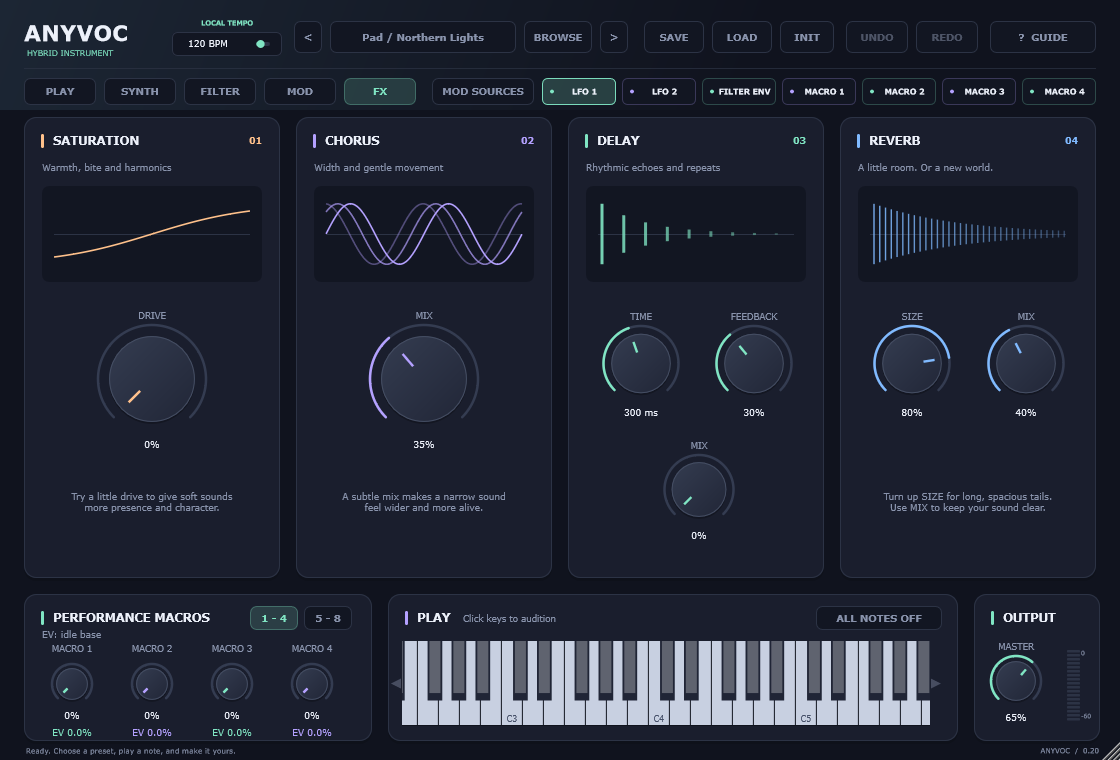 ANYVOC
HYBRID INSTRUMENT
LOCAL TEMPO
120 BPM
< Pad / Northern Lights BROWSE > SAVE LOAD INIT UNDO REDO ? GUIDE
PLAY SYNTH FILTER MOD FX MOD SOURCES LFO 1 LFO 2 FILTER ENV MACRO 1 MACRO 2 MACRO 3 MACRO 4
SATURATION 01
Warmth, bite and harmonics
DRIVE
0%
Try a little drive to give soft sounds
more presence and character.
CHORUS 02
Width and gentle movement
MIX
35%
A subtle mix makes a narrow sound
feel wider and more alive.
DELAY 03
Rhythmic echoes and repeats
TIME FEEDBACK
300 ms 30%
MIX
0%
REVERB 04
A little room. Or a new world.
SIZE MIX
80% 40%
Turn up SIZE for long, spacious tails.
Use MIX to keep your sound clear.
PERFORMANCE MACROS 1 - 4 5 - 8
EV: idle base
MACRO 1 MACRO 2 MACRO 3 MACRO 4
0% 0% 0% 0%
EV 0.0% EV 0.0% EV 0.0% EV 0.0%
PLAY Click keys to audition ALL NOTES OFF
C3 C4 C5
OUTPUT
MASTER
65%
0
-60
Ready. Choose a preset, play a note, and make it yours.
ANYVOC / 0.20